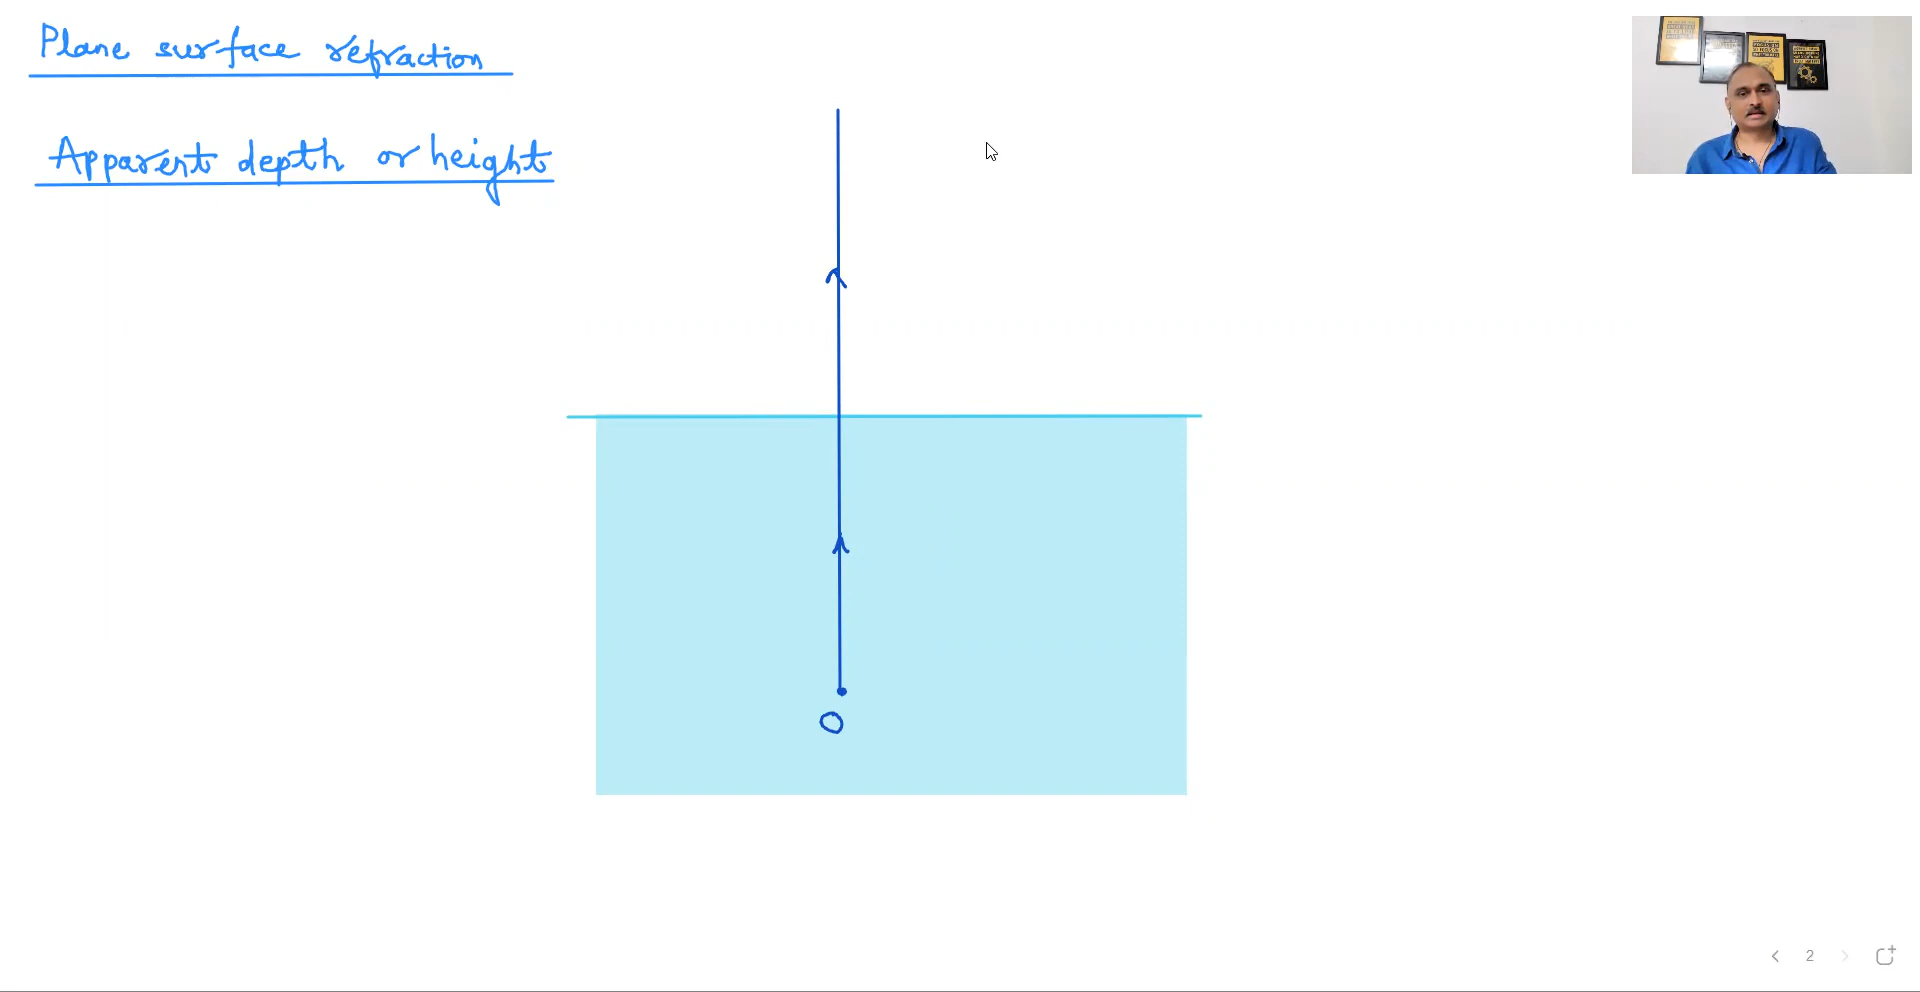 Plane surface refraction
Apparent depth or height
O
2